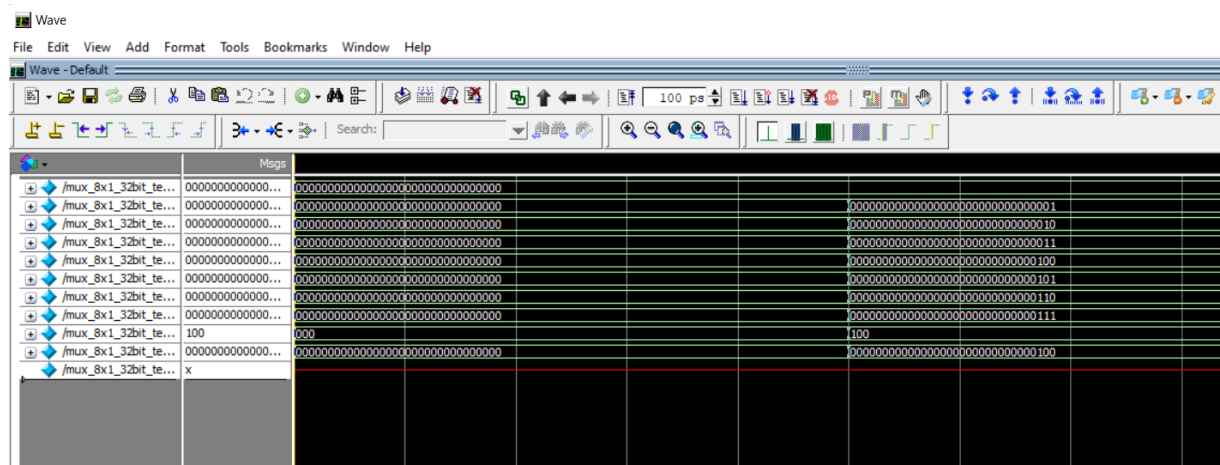 Wave
File Edit View Add Format Tools Bookmarks Window Help
Wave - Default
100 ps
Search:
Msgs
/mux_8x1_32bit_te... 0000000000000... 00000000000000000000000000000000
/mux_8x1_32bit_te... 0000000000000... 00000000000000000000000000000000 00000000000000000000000000000001
/mux_8x1_32bit_te... 0000000000000... 00000000000000000000000000000000 00000000000000000000000000000010
/mux_8x1_32bit_te... 0000000000000... 00000000000000000000000000000000 00000000000000000000000000000011
/mux_8x1_32bit_te... 0000000000000... 00000000000000000000000000000000 00000000000000000000000000000100
/mux_8x1_32bit_te... 0000000000000... 00000000000000000000000000000000 00000000000000000000000000000101
/mux_8x1_32bit_te... 0000000000000... 00000000000000000000000000000000 00000000000000000000000000000110
/mux_8x1_32bit_te... 0000000000000... 00000000000000000000000000000000 00000000000000000000000000000111
/mux_8x1_32bit_te... 100 000 100
/mux_8x1_32bit_te... 0000000000000... 00000000000000000000000000000000 00000000000000000000000000000100
/mux_8x1_32bit_te... x